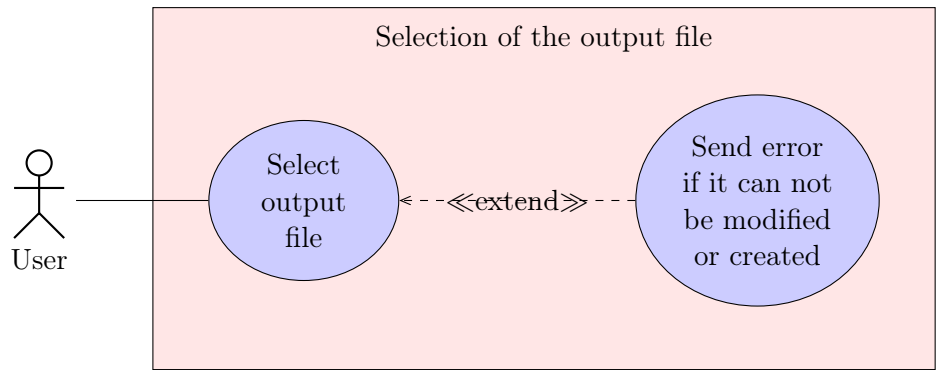 Selection of the output file
User
Select
output
file
≪extend≫
Send error
if it can not
be modified
or created